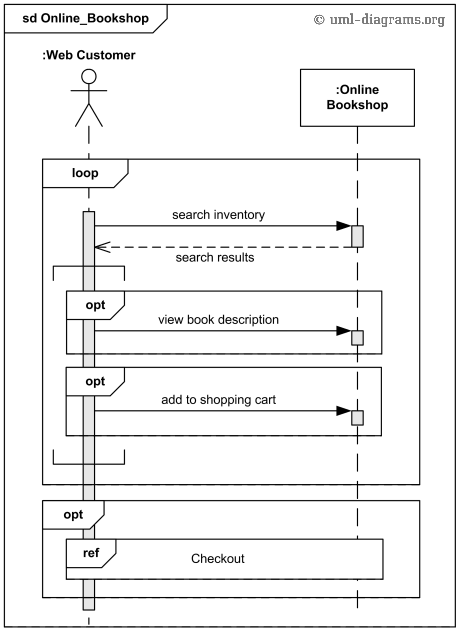 sd Online_Bookshop
© uml-diagrams.org
:Web Customer
:Online
Bookshop
loop
search inventory
search results
opt
view book description
opt
add to shopping cart
opt
ref
Checkout